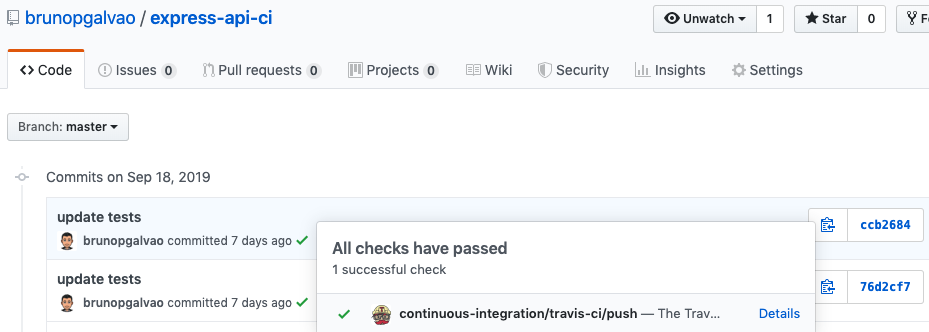 brunopgalvao / express-api-ci
Unwatch 1 Star 0
Code Issues 0 Pull requests 0 Projects 0 Wiki Security Insights Settings
Branch: master
Commits on Sep 18, 2019
update tests
brunopgalvao committed 7 days ago
ccb2684
All checks have passed
1 successful check
update tests
brunopgalvao committed 7 days ago
76d2cf7
continuous-integration/travis-ci/push — The Trav... Details